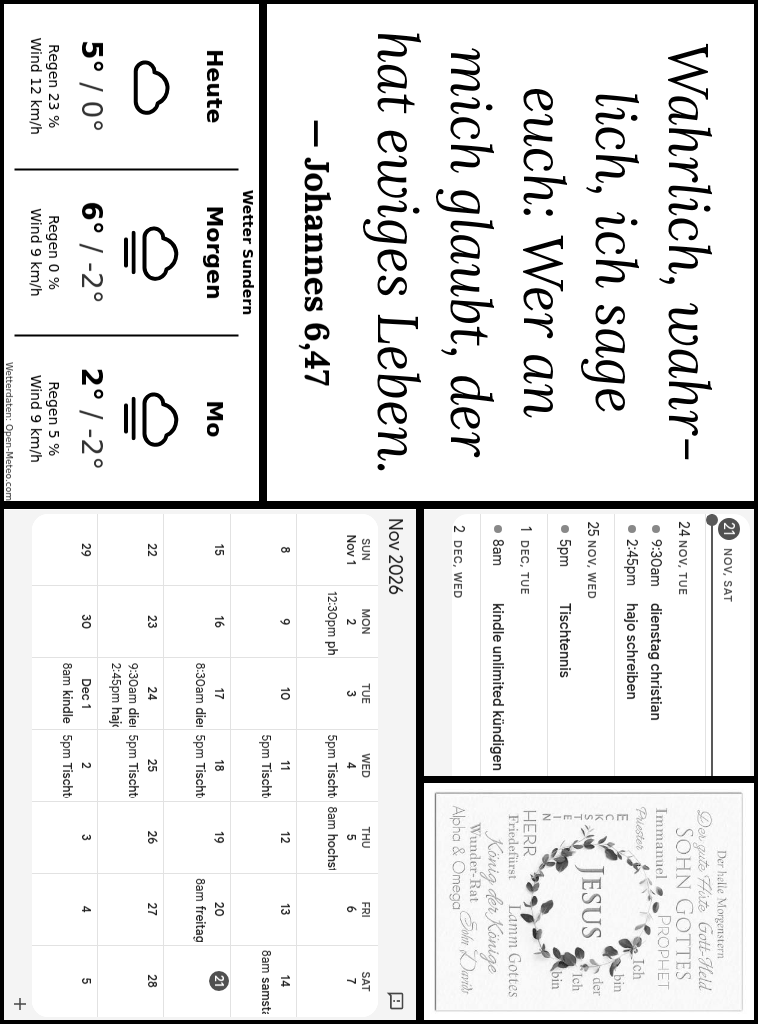 Wahrlich, wahr-
lich, ich sage
euch: Wer an
mich glaubt, der
hat ewiges Leben.
— Johannes 6,47
Wetter Sundern
Heute Morgen Mo
5° / 0° 6° / -2° 2° / -2°
Regen 23 % Regen 0 % Regen 5 %
Wind 12 km/h Wind 9 km/h Wind 9 km/h
Wetterdaten: Open-Meteo.com
21 NOV, SAT
24 NOV, TUE
9:30am dienstag christian
2:45pm hajo schreiben
25 NOV, WED
5pm Tischtennis
1 DEC, TUE
8am kindle unlimited kündigen
2 DEC, WED
Der helle Morgenstern
Der gute Hirte Gott-Held
SOHN GOTTES
Immanuel PROPHET
Priester
ECKSTEIN
JESUS
Ich
bin
der
Ich
bin
HERR
Friedefürst Lamm Gottes
König der Könige
Wunder-Rat Sohn Davids
Alpha & Omega
Nov 2026
SUN MON TUE WED THU FRI SAT
Nov 1 2 3 4 5 6 7
12:30pm ph 5pm Tischt 8am hochs
8 9 10 11 12 13 14
5pm Tischt 8am samst
15 16 17 18 19 20 21
8:30am die 5pm Tischt 8am freitag
22 23 24 25 26 27 28
9:30am die 5pm Tischt
2:45pm haj
29 30 Dec 1 2 3 4 5
8am kindle 5pm Tischt